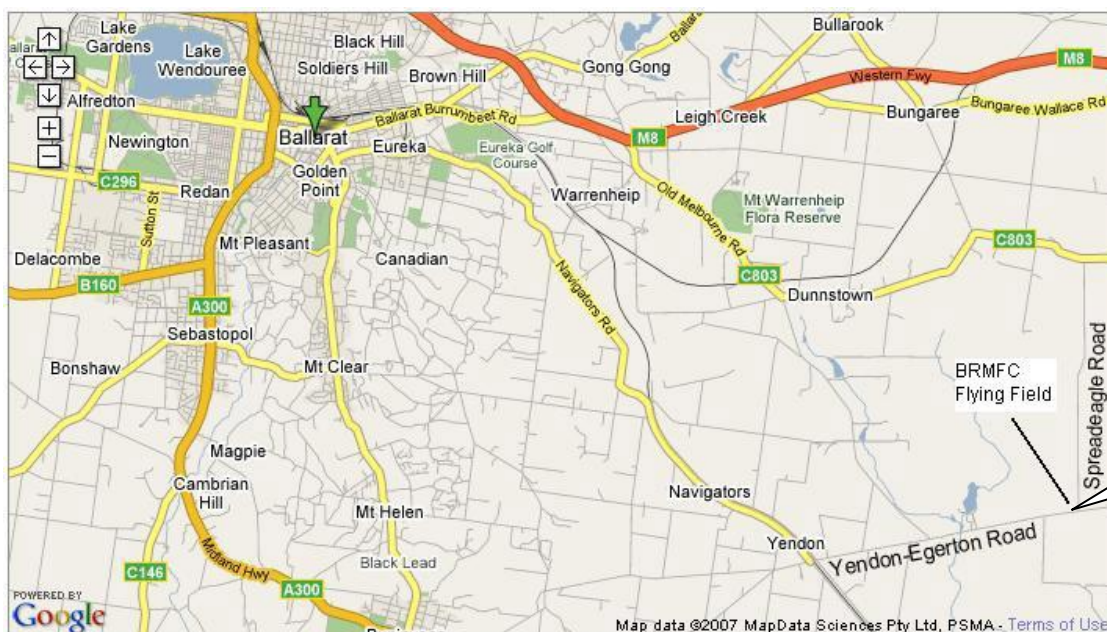 Lake
Gardens
Lake
Wendouree
Black Hill
Soldiers Hill
Brown Hill
Gong Gong
Bullarook
M8
Western Fwy
Alfredton
Ballarat
Ballarat Burrumbeet Rd
Leigh Creek
Bungaree
Bungaree Wallace Rd
M8
Newington
Eureka
Eureka Golf
Course
Golden
Point
C296
Redan
Sutton St
Warrenheip
Old Melbourne Rd
Mt Warrenheip
Flora Reserve
Mt Pleasant
Canadian
Delacombe
B160
A300
Navigators Rd
C803
C803
Dunnstown
Sebastopol
Bonshaw
Mt Clear
BRMFC
Flying Field
Spreadeagle Road
Magpie
Cambrian
Hill
Navigators
Mt Helen
Yendon
Yendon-Egerton Road
Black Lead
Midland Hwy
C146
A300
POWERED BY
Google
Map data ©2007 MapData Sciences Pty Ltd, PSMA - Terms of Use